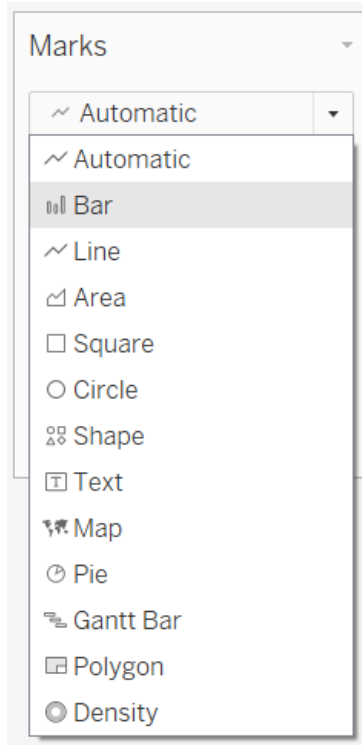 Marks
Automatic
Automatic
Bar
Line
Area
Square
Circle
Shape
Text
Map
Pie
Gantt Bar
Polygon
Density